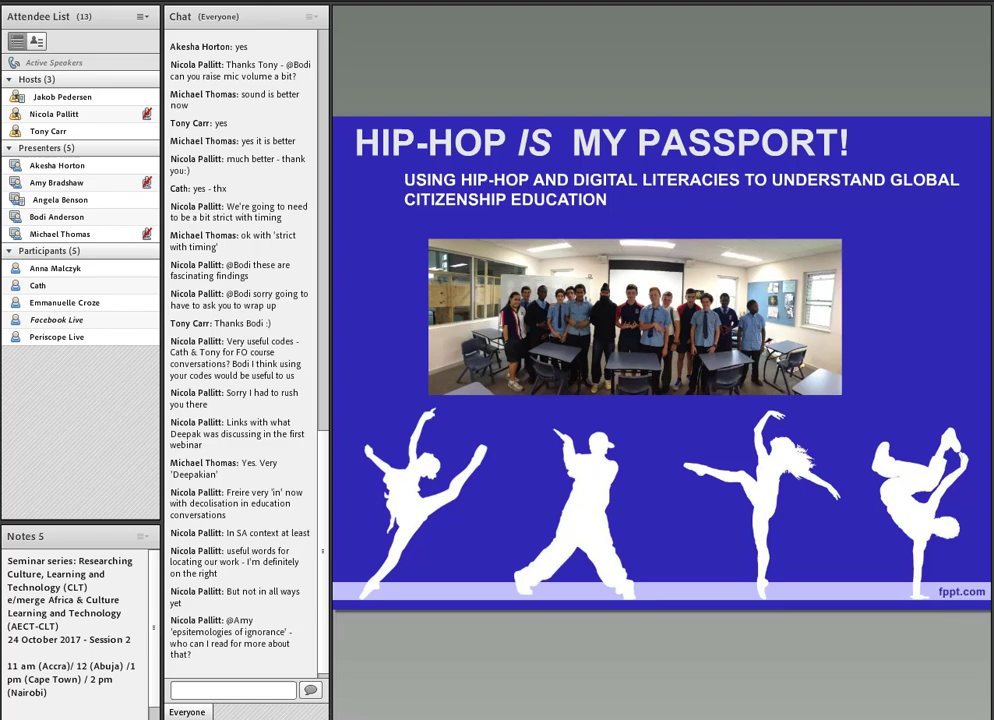 Attendee List (13)
Active Speakers
Hosts (3)
Jakob Pedersen
Nicola Pallitt
Tony Carr
Presenters (5)
Akesha Horton
Amy Bradshaw
Angela Benson
Bodi Anderson
Michael Thomas
Participants (5)
Anna Malczyk
Cath
Emmanuelle Croze
Facebook Live
Periscope Live
Notes 5
Seminar series: Researching
Culture, Learning and
Technology (CLT)
e/merge Africa & Culture
Learning and Technology
(AECT-CLT)
24 October 2017 - Session 2
11 am (Accra)/ 12 (Abuja) /1
pm (Cape Town) / 2 pm
(Nairobi)
Chat (Everyone)
Akesha Horton: yes
Nicola Pallitt: Thanks Tony - @Bodi
can you raise mic volume a bit?
Michael Thomas: sound is better
now
Tony Carr: yes
Michael Thomas: yes it is better
Nicola Pallitt: much better - thank
you:)
Cath: yes - thx
Nicola Pallitt: We're going to need
to be a bit strict with timing
Michael Thomas: ok with 'strict
with timing'
Nicola Pallitt: @Bodi these are
fascinating findings
Nicola Pallitt: @Bodi sorry going to
have to ask you to wrap up
Tony Carr: Thanks Bodi :)
Nicola Pallitt: Very useful codes -
Cath & Tony for FO course
conversations? Bodi I think using
your codes would be useful to us
Nicola Pallitt: Sorry I had to rush
you there
Nicola Pallitt: Links with what
Deepak was discussing in the first
webinar
Michael Thomas: Yes. Very
'Deepakian'
Nicola Pallitt: Freire very 'in' now
with decolisation in education
conversations
Nicola Pallitt: In SA context at least
Nicola Pallitt: useful words for
locating our work - I'm definitely
on the right
Nicola Pallitt: But not in all ways
yet
Nicola Pallitt: @Amy
'epsitemologies of ignorance' -
who can I read for more about
that?
Everyone
HIP-HOP IS MY PASSPORT!
USING HIP-HOP AND DIGITAL LITERACIES TO UNDERSTAND GLOBAL
CITIZENSHIP EDUCATION
fppt.com